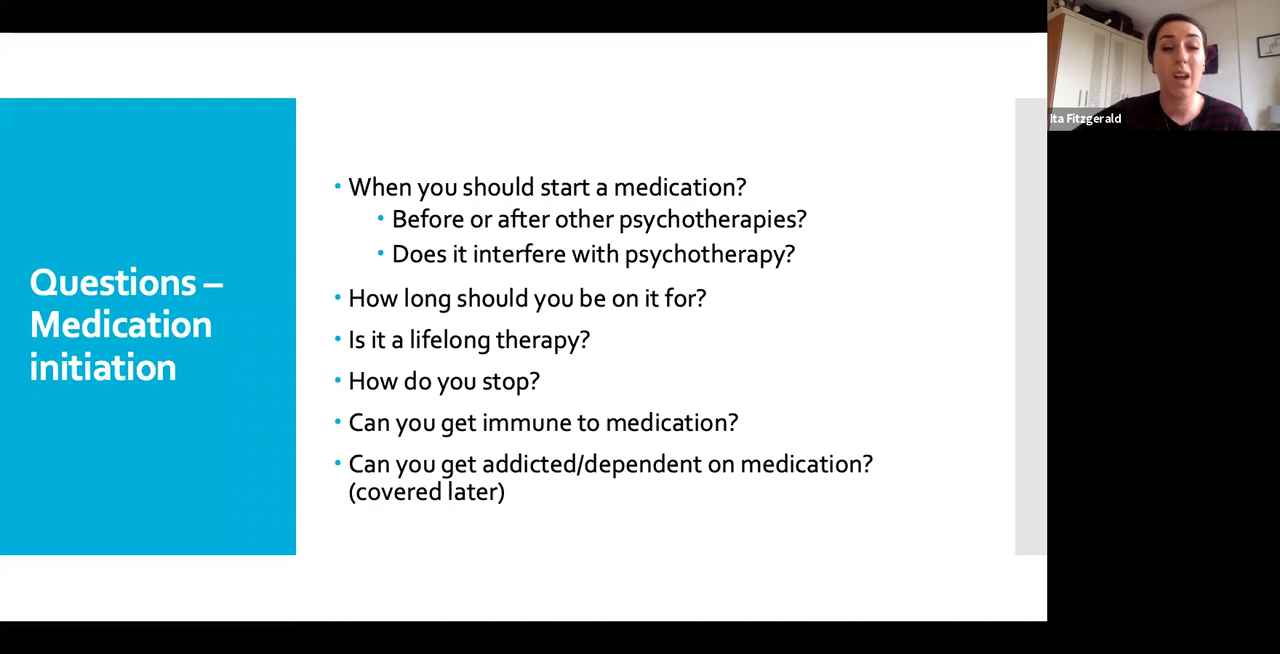 Questions –
Medication
initiation
• When you should start a medication?
• Before or after other psychotherapies?
• Does it interfere with psychotherapy?
• How long should you be on it for?
• Is it a lifelong therapy?
• How do you stop?
• Can you get immune to medication?
• Can you get addicted/dependent on medication?
(covered later)
Ita Fitzgerald